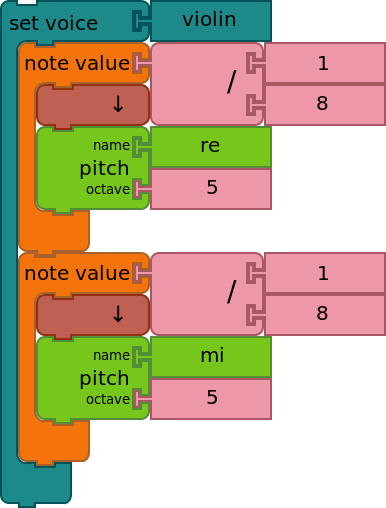 set voice violin
note value / 1
8
↓
name re
pitch
octave 5
note value / 1
8
↓
name mi
pitch
octave 5